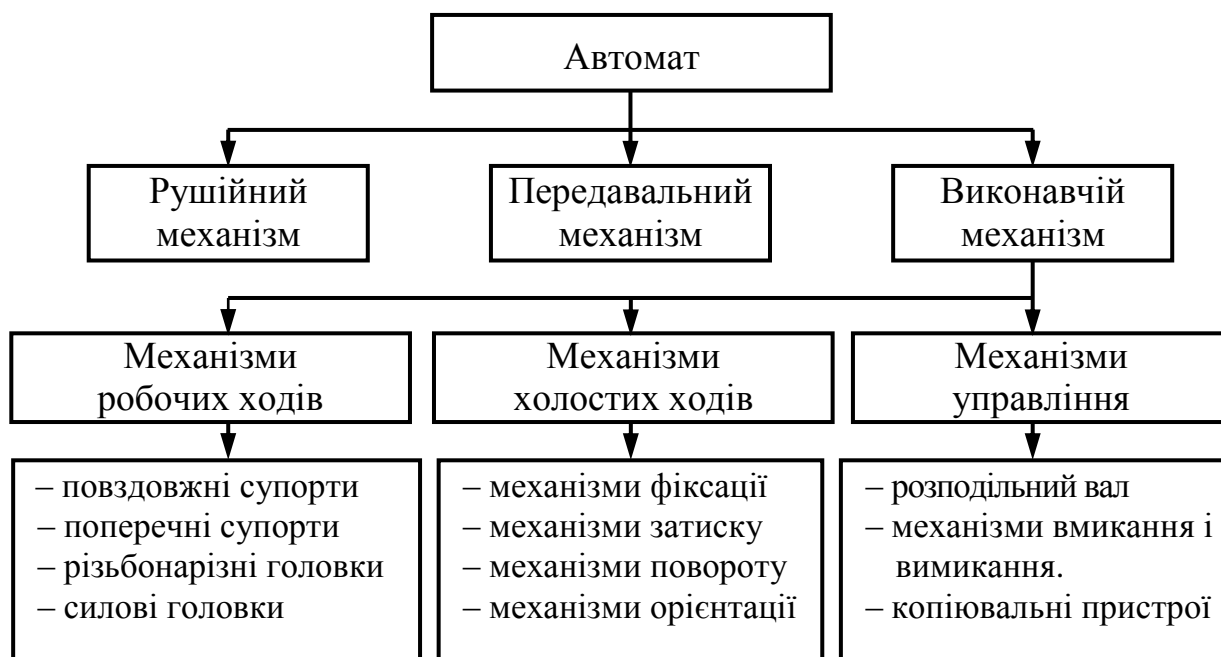 Автомат
Рушійний
механізм
Передавальний
механізм
Виконавчій
механізм
Механізми
робочих ходів
Механізми
холостих ходів
Механізми
управління
– повздовжні супорти
– поперечні супорти
– різьбонарізні головки
– силові головки
– механізми фіксації
– механізми затиску
– механізми повороту
– механізми орієнтації
– розподільний вал
– механізми вмикання і
вимикання.
– копіювальні пристрої